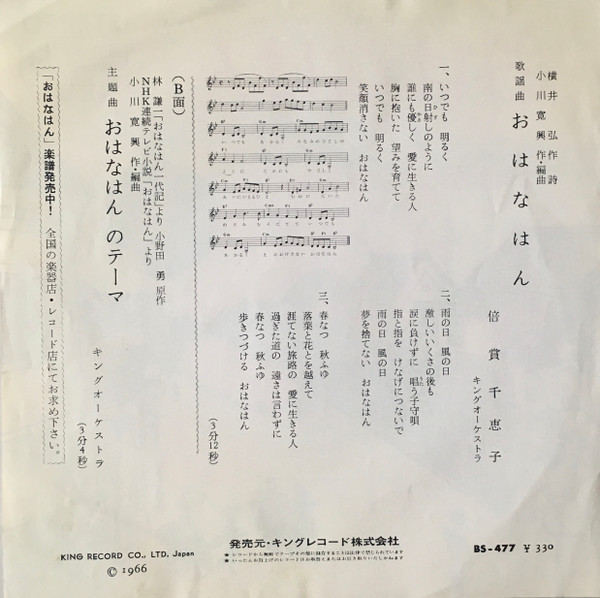 横井弘 作詩
小川寛興 作・編曲
歌謡曲 おはなはん
倍賞千恵子
キングオーケストラ
一、いつでも 明るく
南の日射しのように
誰にも優しく 愛に生きる人
胸に抱いた 望みを育てて
いつでも 明るく
笑顔消さない おはなはん
二、雨の日 風の日
激しいいくさの後も
涙に負けずに 唱う子守唄
指と指を けなげにつないで
雨の日 風の日
夢を捨てない おはなはん
三、春なつ 秋ふゆ
落葉と花とを越えて
涯てない旅路の 愛に生きる人
過ぎた道の 遠さは言わずに
春なつ 秋ふゆ
歩きつづける おはなはん
(3分12秒)
(B面)
林 謙一「おはなはん一代記」より 小野田 勇 原作
NHK連続テレビ小説「おはなはん」より
小川寛興 作・編曲
主題曲 おはなはん のテーマ
キングオーケストラ
(3分4秒)
「おはなはん」楽譜発売中! 全国の楽器店・レコード店にてお求め下さい。
KING RECORD CO., LTD. Japan
© 1966
発売元・キングレコード株式会社
BS-477 ¥330